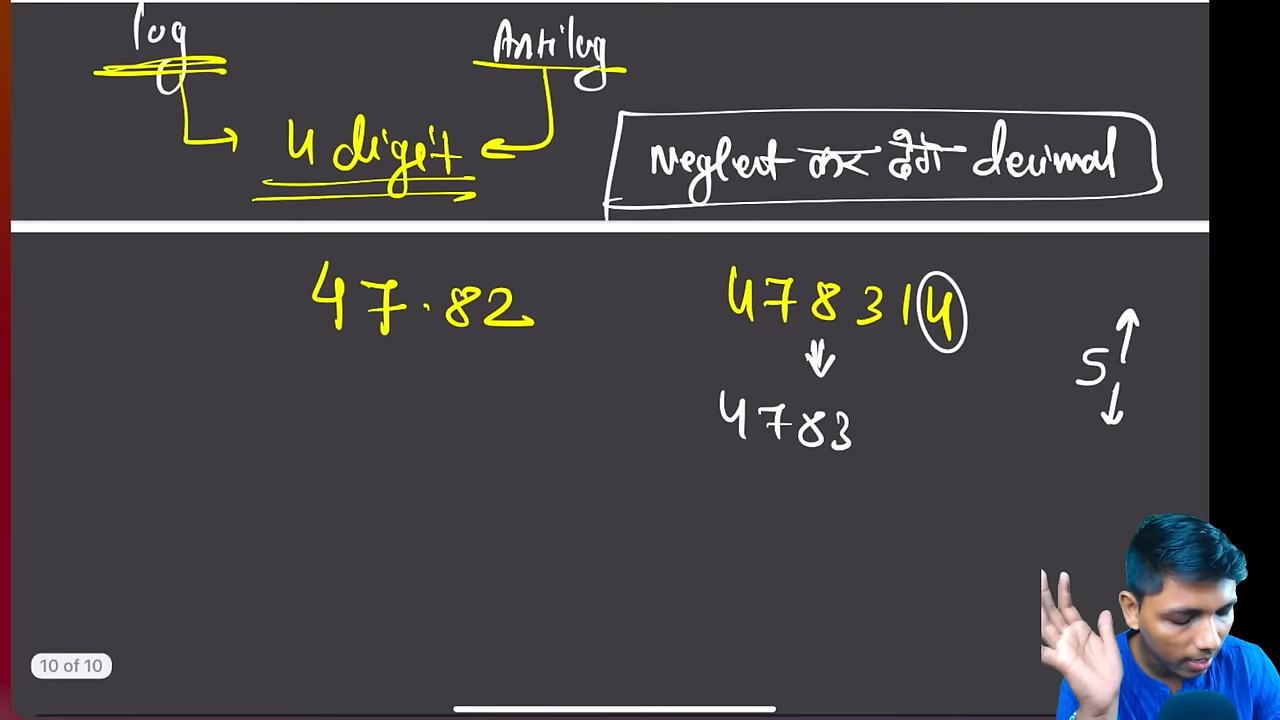 log Antilog
4 digit
Neglect कर देंगे decimal
47.82 478314
4783
5
10 of 10